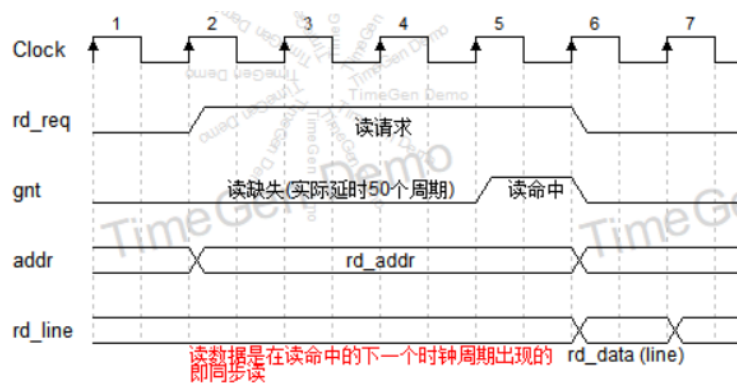 1 2 3 4 5 6 7
Clock
TimeGen Demo
rd_req
读请求
gnt
读缺失(实际延时50个周期)
读命中
TimeGen Demo
TimeGe
addr
rd_addr
rd_line
读数据是在读命中的下一个时钟周期出现的
即同步读
rd_data (line)